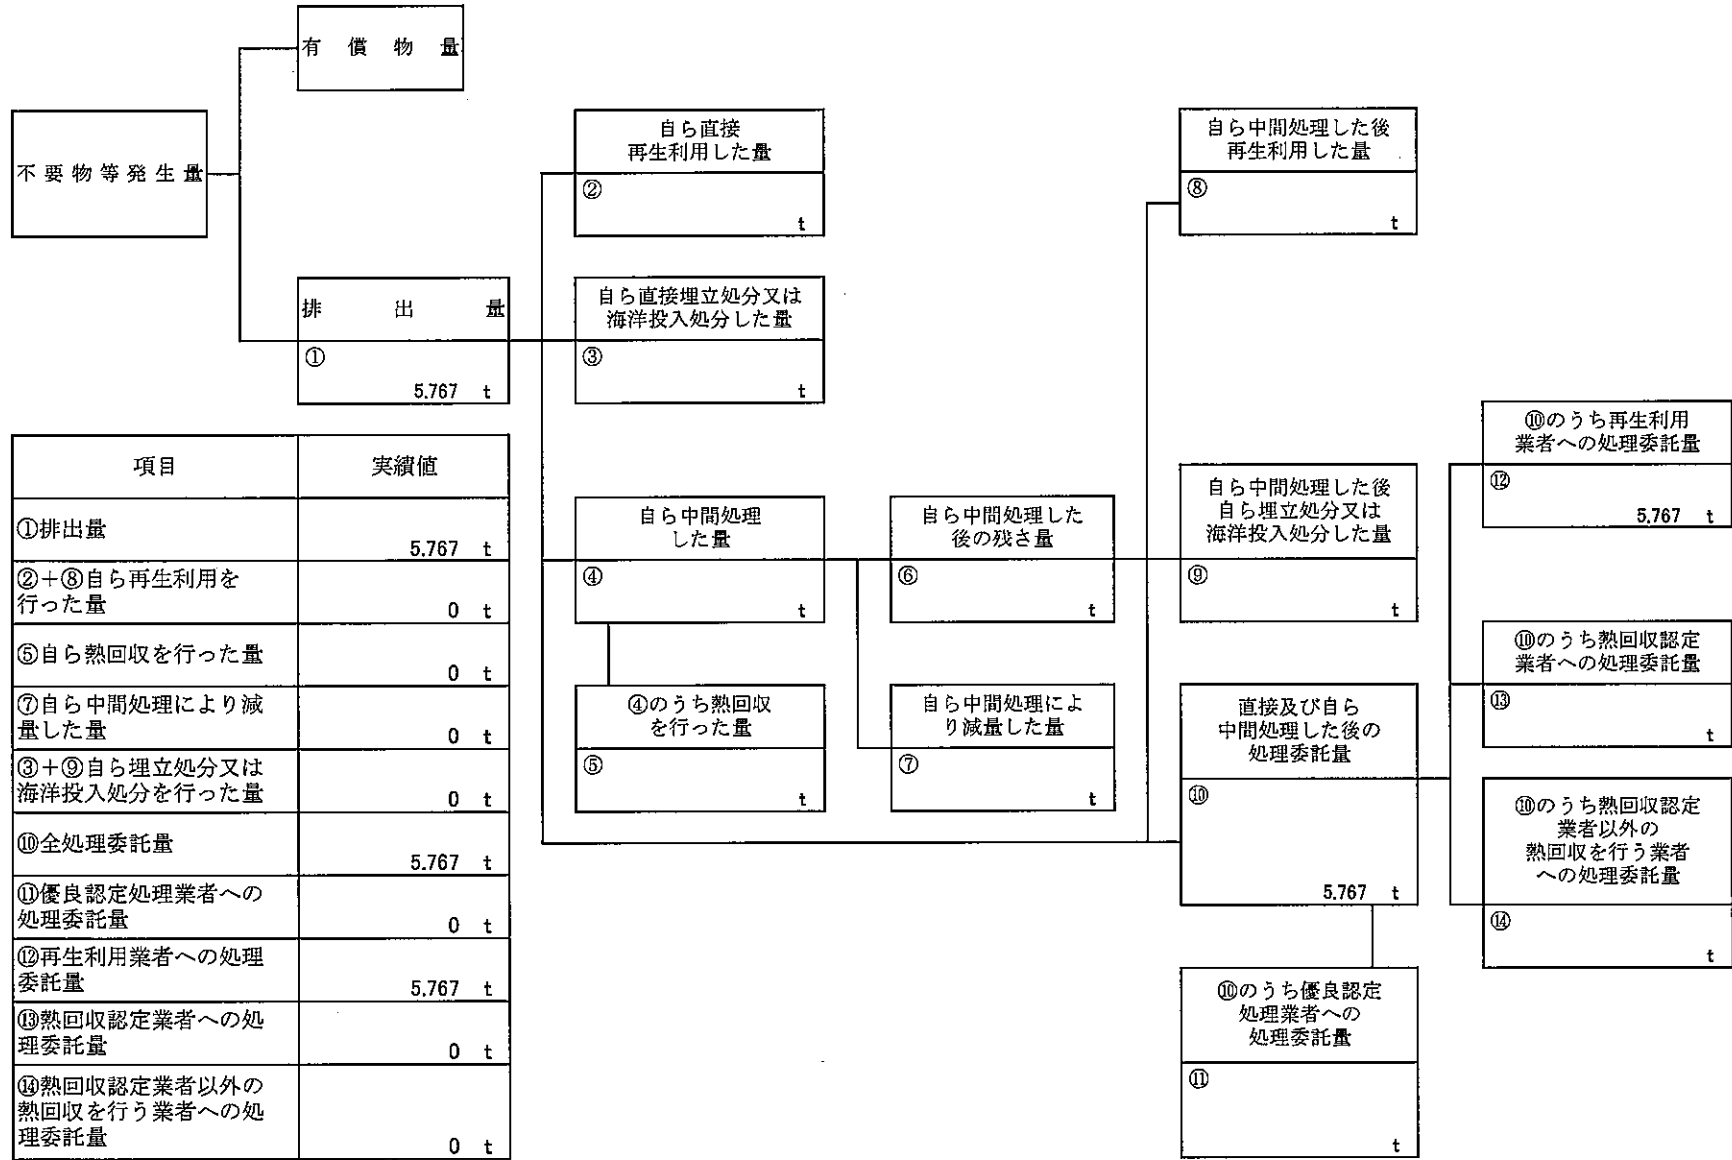 有償物量
不要物等発生量
自ら直接
再生利用した量
②
t
自ら中間処理した後
再生利用した量
⑧
t
排出量
①
5.767 t
自ら直接埋立処分又は
海洋投入処分した量
③
t
項目 実績値
①排出量
5.767 t
②+⑧自ら再生利用を
行った量
0 t
⑤自ら熱回収を行った量
0 t
⑦自ら中間処理により減
量した量
0 t
③+⑨自ら埋立処分又は
海洋投入処分を行った量
0 t
⑩全処理委託量
5.767 t
⑪優良認定処理業者への
処理委託量
0 t
⑫再生利用業者への処理
委託量
5.767 t
⑬熱回収認定業者への処
理委託量
0 t
⑭熱回収認定業者以外の
熱回収を行う業者への処
理委託量
0 t
自ら中間処理
した量
④
t
④のうち熱回収
を行った量
⑤
t
自ら中間処理した
後の残さ量
⑥
t
自ら中間処理によ
り減量した量
⑦
t
自ら中間処理した後
自ら埋立処分又は
海洋投入処分した量
⑨
t
直接及び自ら
中間処理した後の
処理委託量
⑩
5.767 t
⑩のうち優良認定
処理業者への
処理委託量
⑪
t
⑩のうち再生利用
業者への処理委託量
⑫
5.767 t
⑩のうち熱回収認定
業者への処理委託量
⑬
t
⑩のうち熱回収認定
業者以外の
熱回収を行う業者
への処理委託量
⑭
t